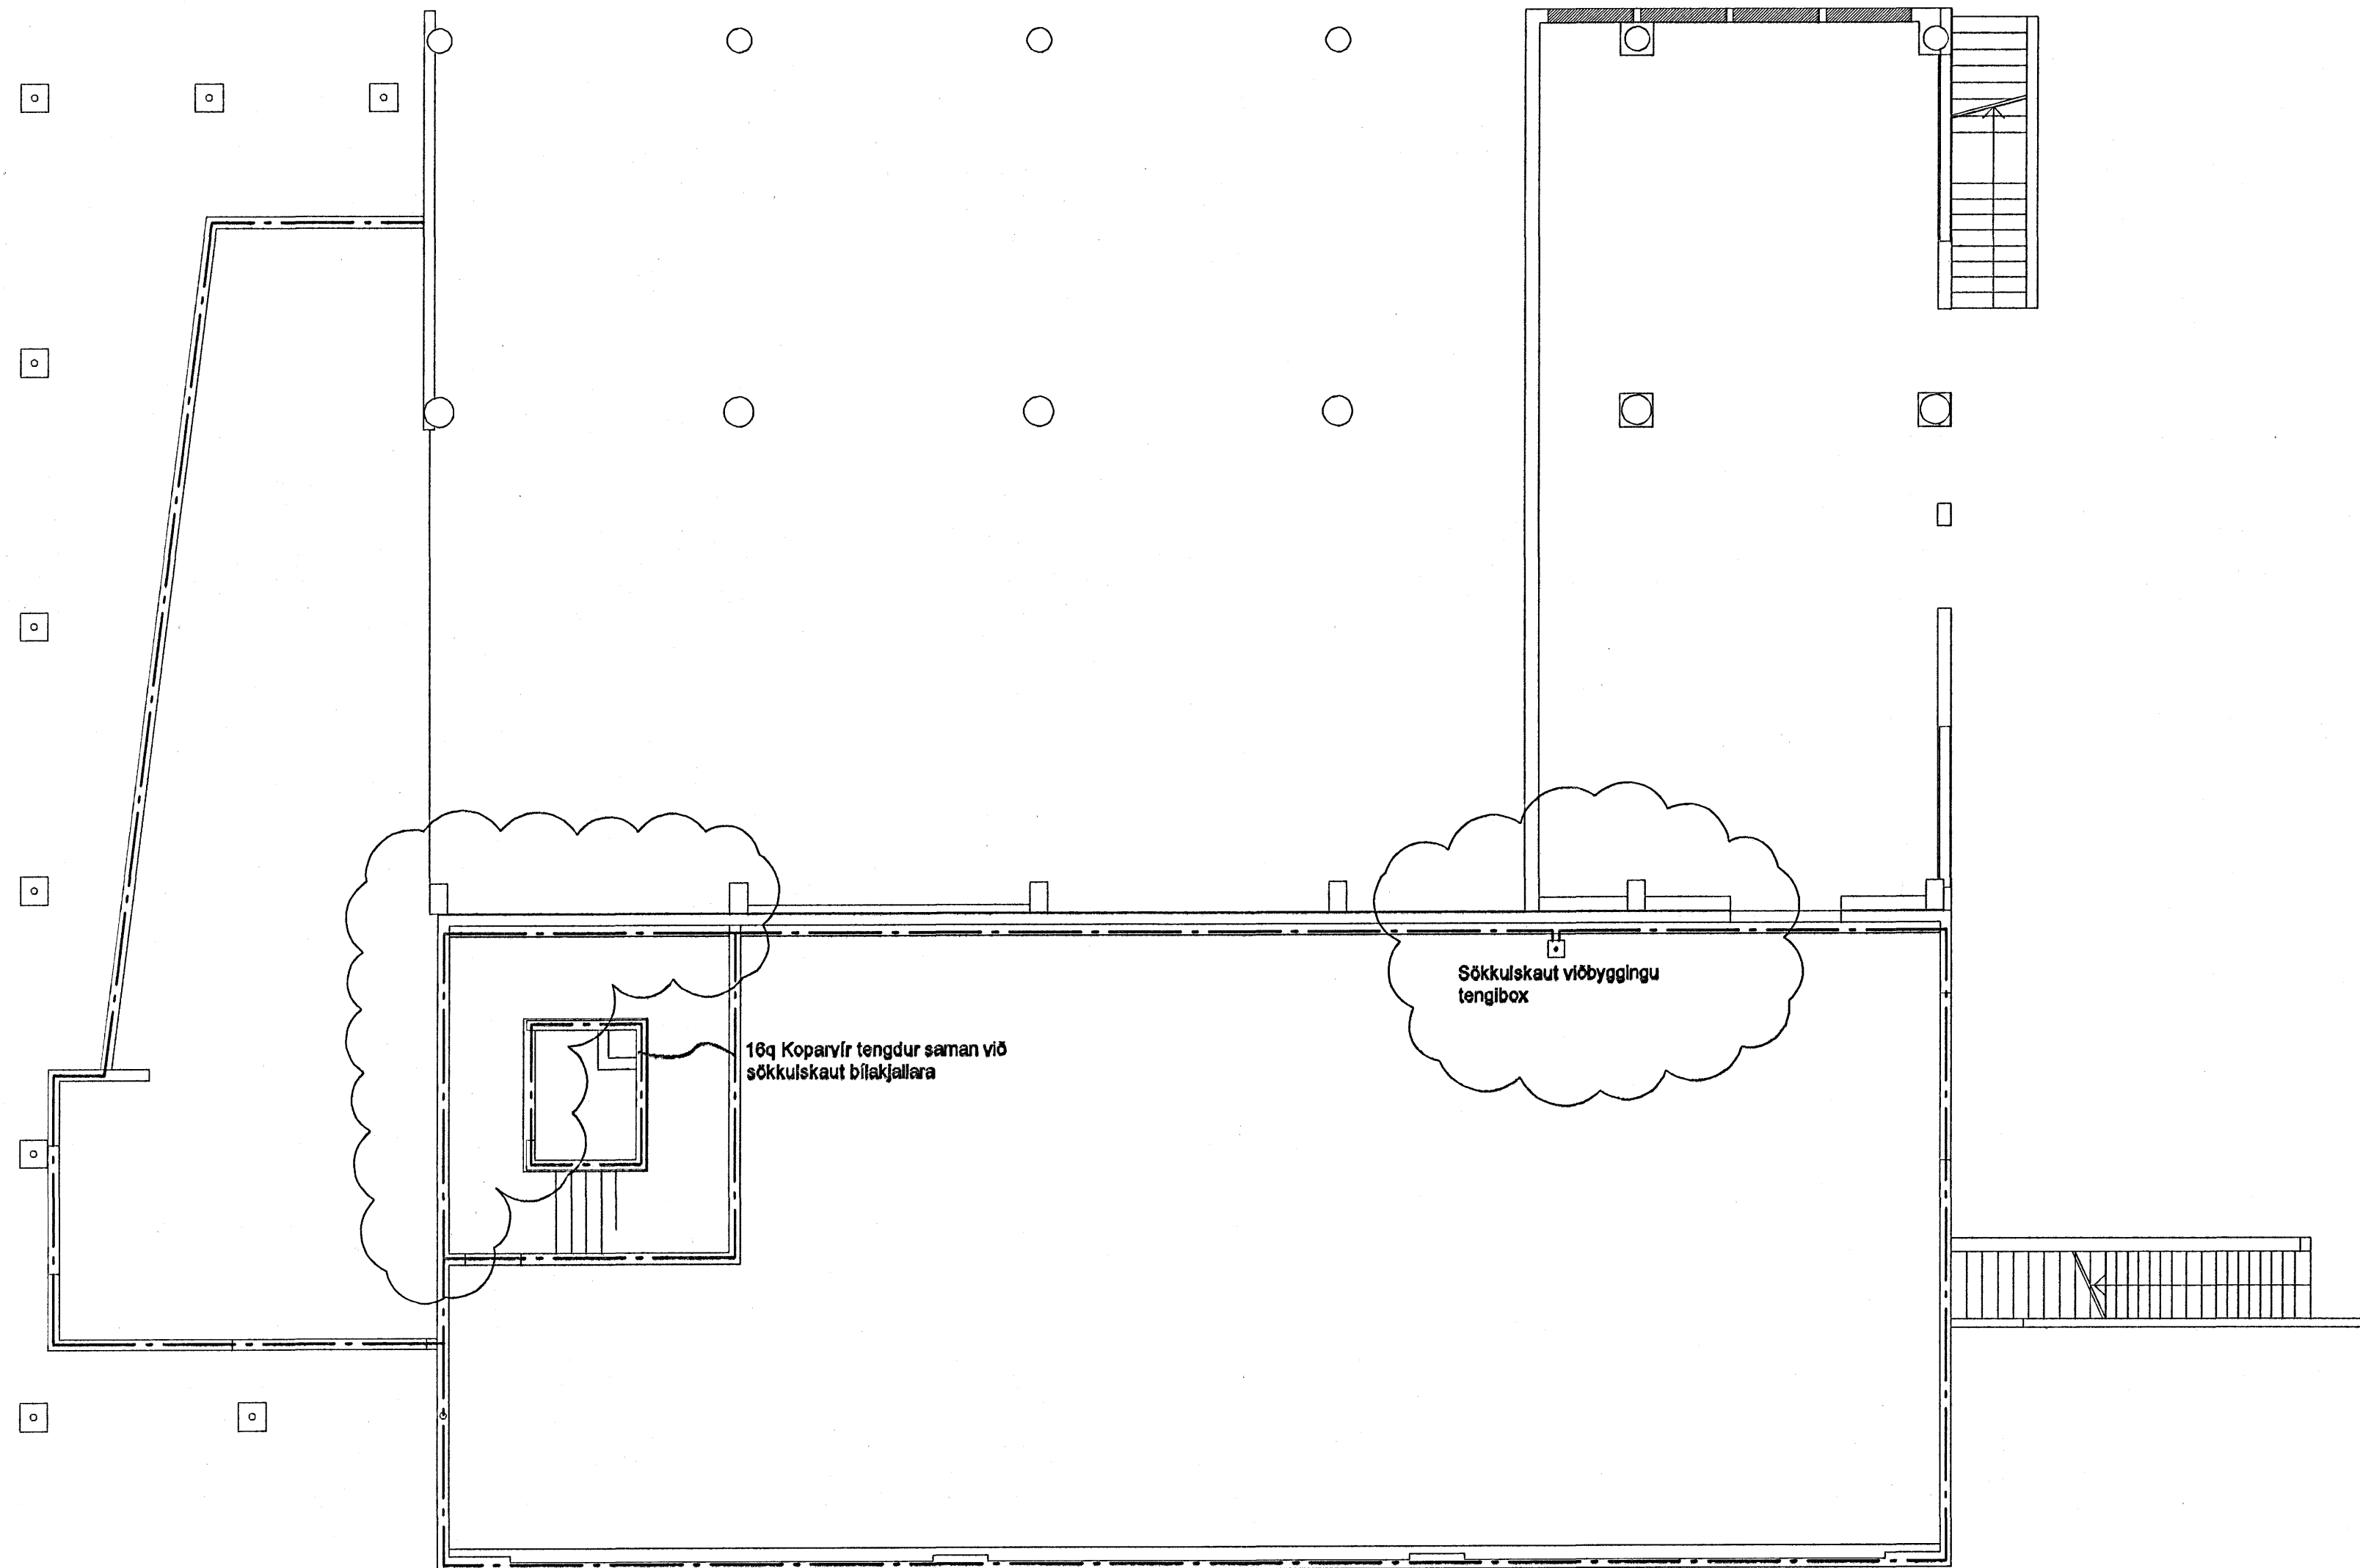 Sökkulskaut viðbyggingu
tengibox
16q Koparvír tengdur saman við
sökkulskaut bílakjallara